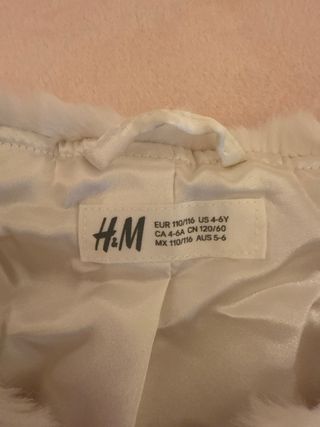 H&M
EUR 110/116 US 4-6Y
CA 4-6A CN 120/60
MX 110/116 AUS 5-6